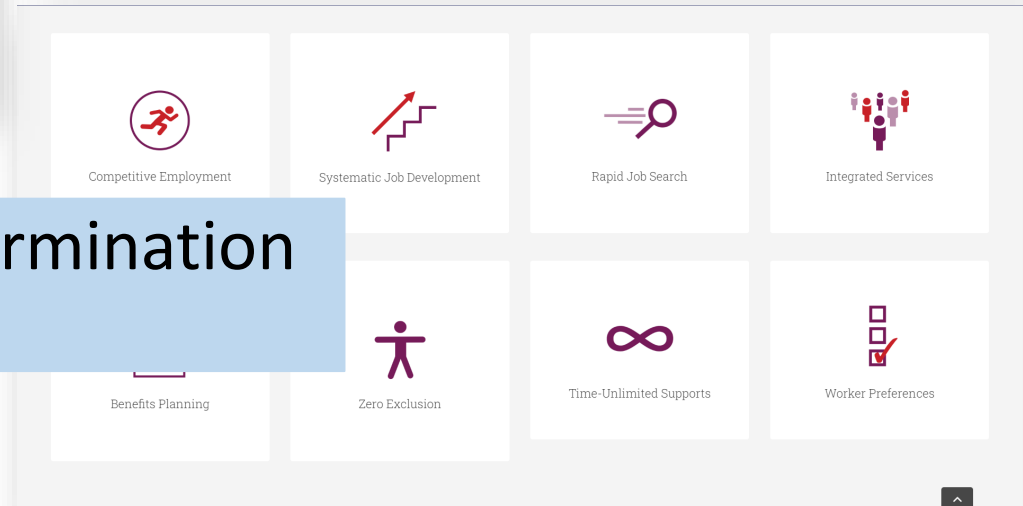 Competitive Employment
Systematic Job Development
Rapid Job Search
Integrated Services
rmination
Benefits Planning
Zero Exclusion
Time-Unlimited Supports
Worker Preferences